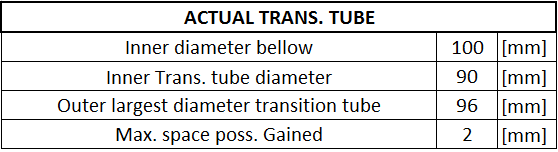 ACTUAL TRANS. TUBE
Inner diameter bellow 100 [mm]
Inner Trans. tube diameter 90 [mm]
Outer largest diameter transition tube 96 [mm]
Max. space poss. Gained 2 [mm]